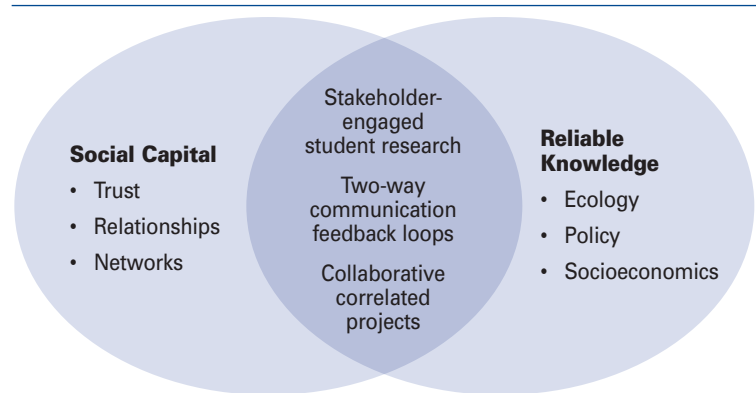 Social Capital
• Trust
• Relationships
• Networks
Stakeholder-
engaged
student research
Two-way
communication
feedback loops
Collaborative
correlated
projects
Reliable
Knowledge
• Ecology
• Policy
• Socioeconomics